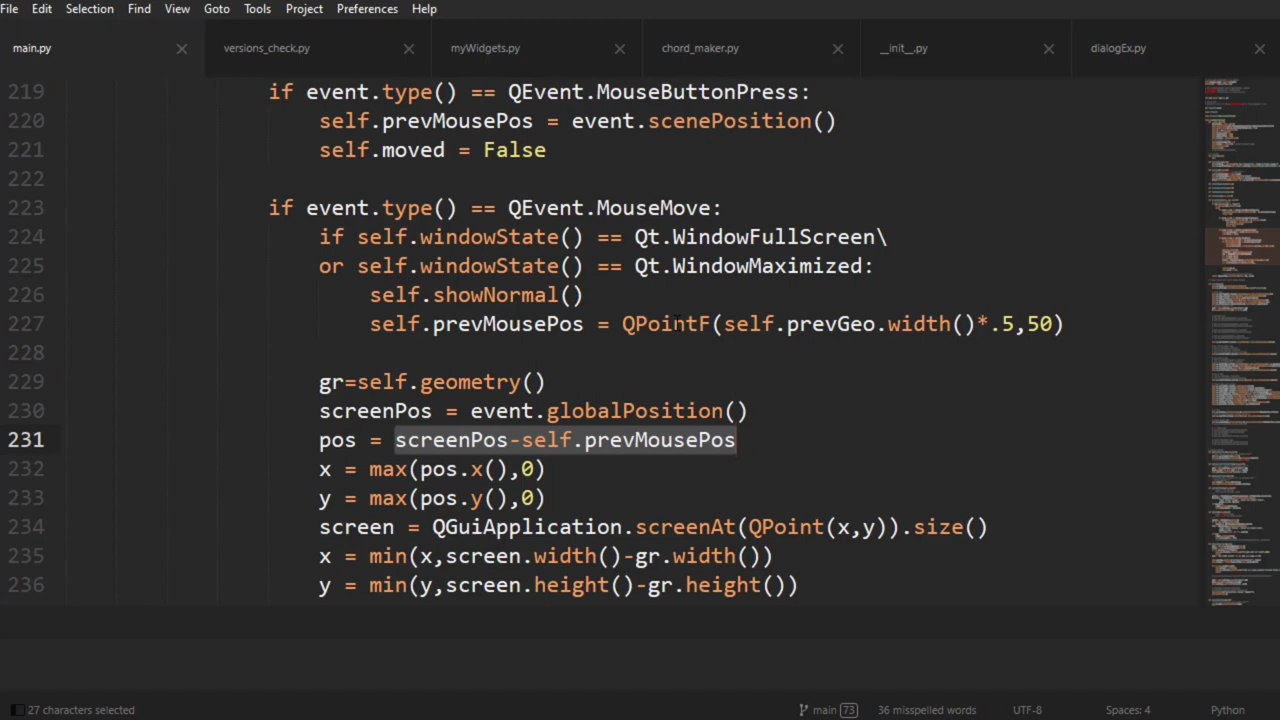 File Edit Selection Find View Goto Tools Project Preferences Help
main.py versions_check.py myWidgets.py chord_maker.py __init__.py dialogEx.py
219 if event.type() == QEvent.MouseButtonPress:
220 self.prevMousePos = event.scenePosition()
221 self.moved = False
222
223 if event.type() == QEvent.MouseMove:
224 if self.windowState() == Qt.WindowFullScreen\
225 or self.windowState() == Qt.WindowMaximized:
226 self.showNormal()
227 self.prevMousePos = QPointF(self.prevGeo.width()*.5,50)
228
229 gr=self.geometry()
230 screenPos = event.globalPosition()
231 pos = screenPos-self.prevMousePos
232 x = max(pos.x(),0)
233 y = max(pos.y(),0)
234 screen = QGuiApplication.screenAt(QPoint(x,y)).size()
235 x = min(x,screen.width()-gr.width())
236 y = min(y,screen.height()-gr.height())
27 characters selected main 73 36 misspelled words UTF-8 Spaces: 4 Python